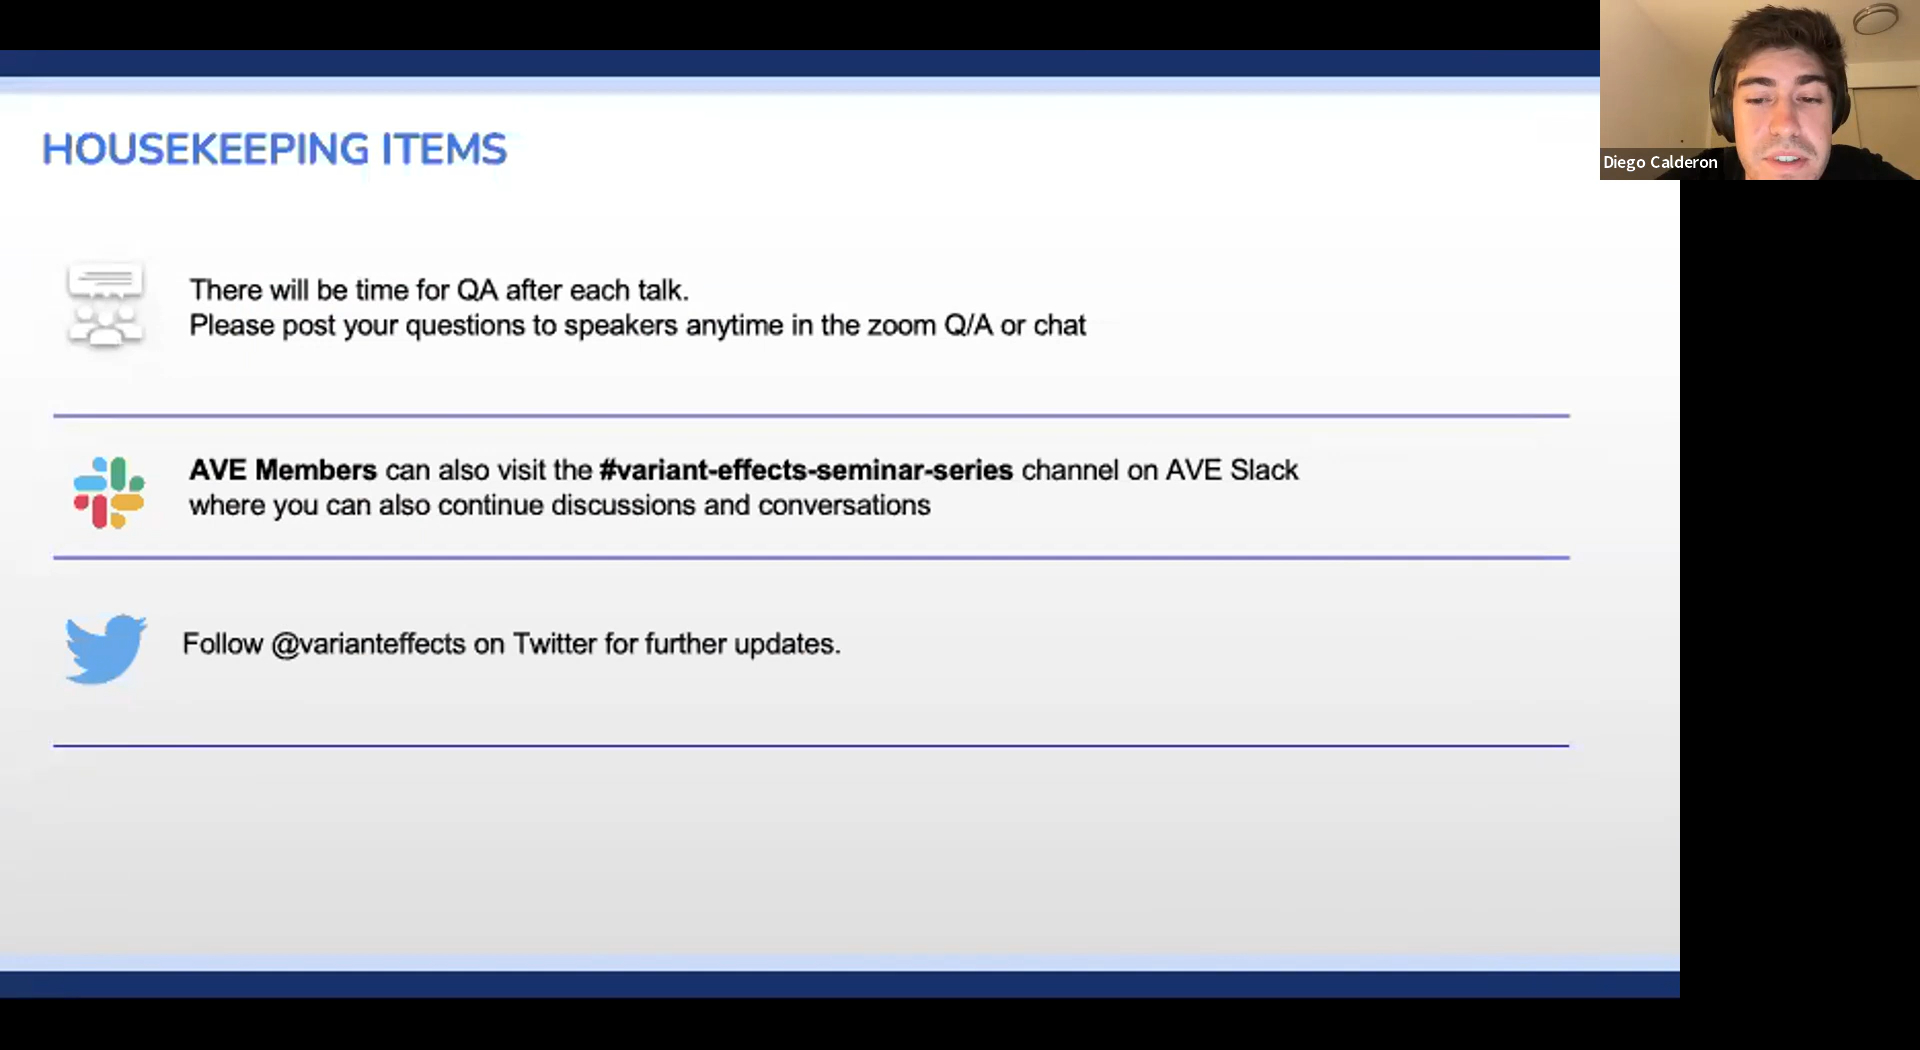 HOUSEKEEPING ITEMS
There will be time for QA after each talk.
Please post your questions to speakers anytime in the zoom Q/A or chat
AVE Members can also visit the #variant-effects-seminar-series channel on AVE Slack
where you can also continue discussions and conversations
Follow @varianteffects on Twitter for further updates.
Diego Calderon